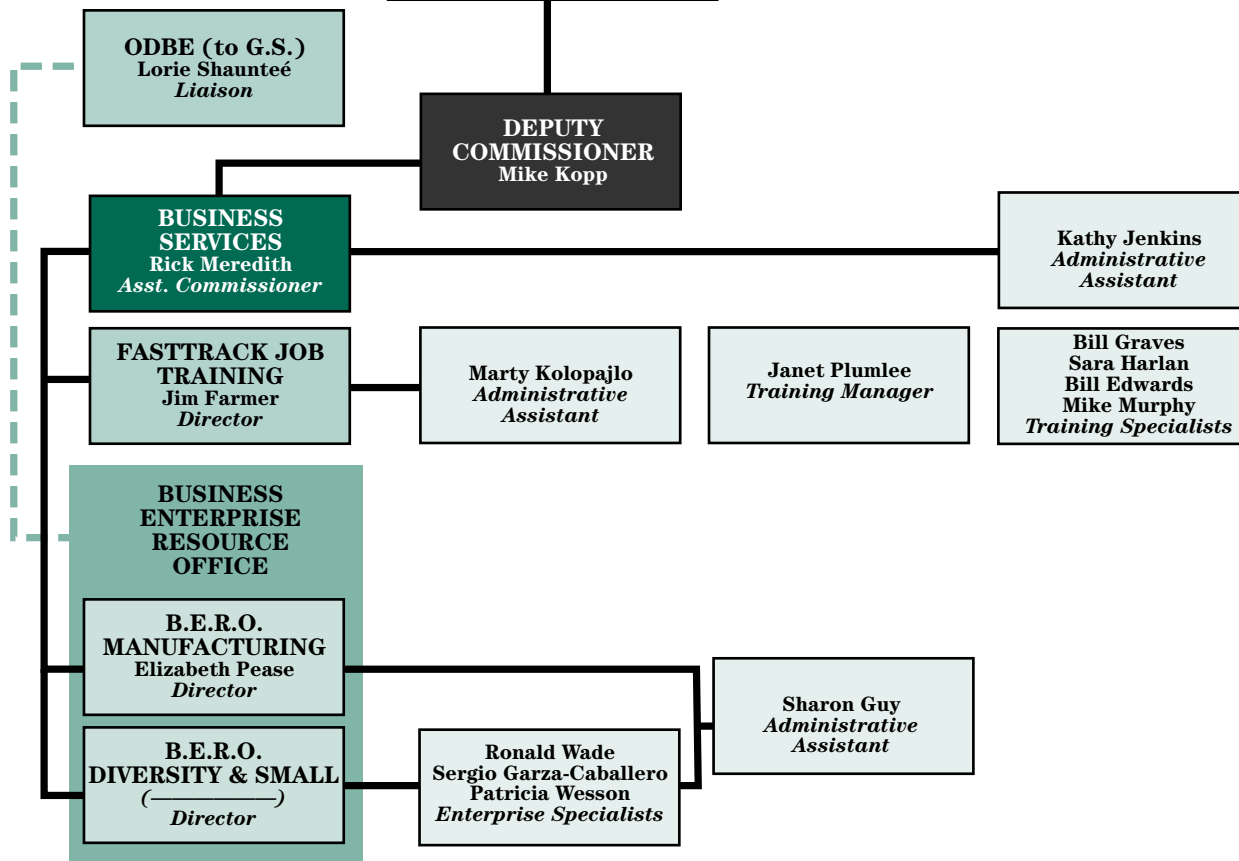 ODBE (to G.S.)
Lorie Shaunteé
Liaison
DEPUTY
COMMISSIONER
Mike Kopp
BUSINESS
SERVICES
Rick Meredith
Asst. Commissioner
Kathy Jenkins
Administrative
Assistant
FASTTRACK JOB
TRAINING
Jim Farmer
Director
Marty Kolopajlo
Administrative
Assistant
Janet Plumlee
Training Manager
Bill Graves
Sara Harlan
Bill Edwards
Mike Murphy
Training Specialists
BUSINESS
ENTERPRISE
RESOURCE
OFFICE
B.E.R.O.
MANUFACTURING
Elizabeth Pease
Director
Sharon Guy
Administrative
Assistant
B.E.R.O.
DIVERSITY & SMALL
(——————)
Director
Ronald Wade
Sergio Garza-Caballero
Patricia Wesson
Enterprise Specialists